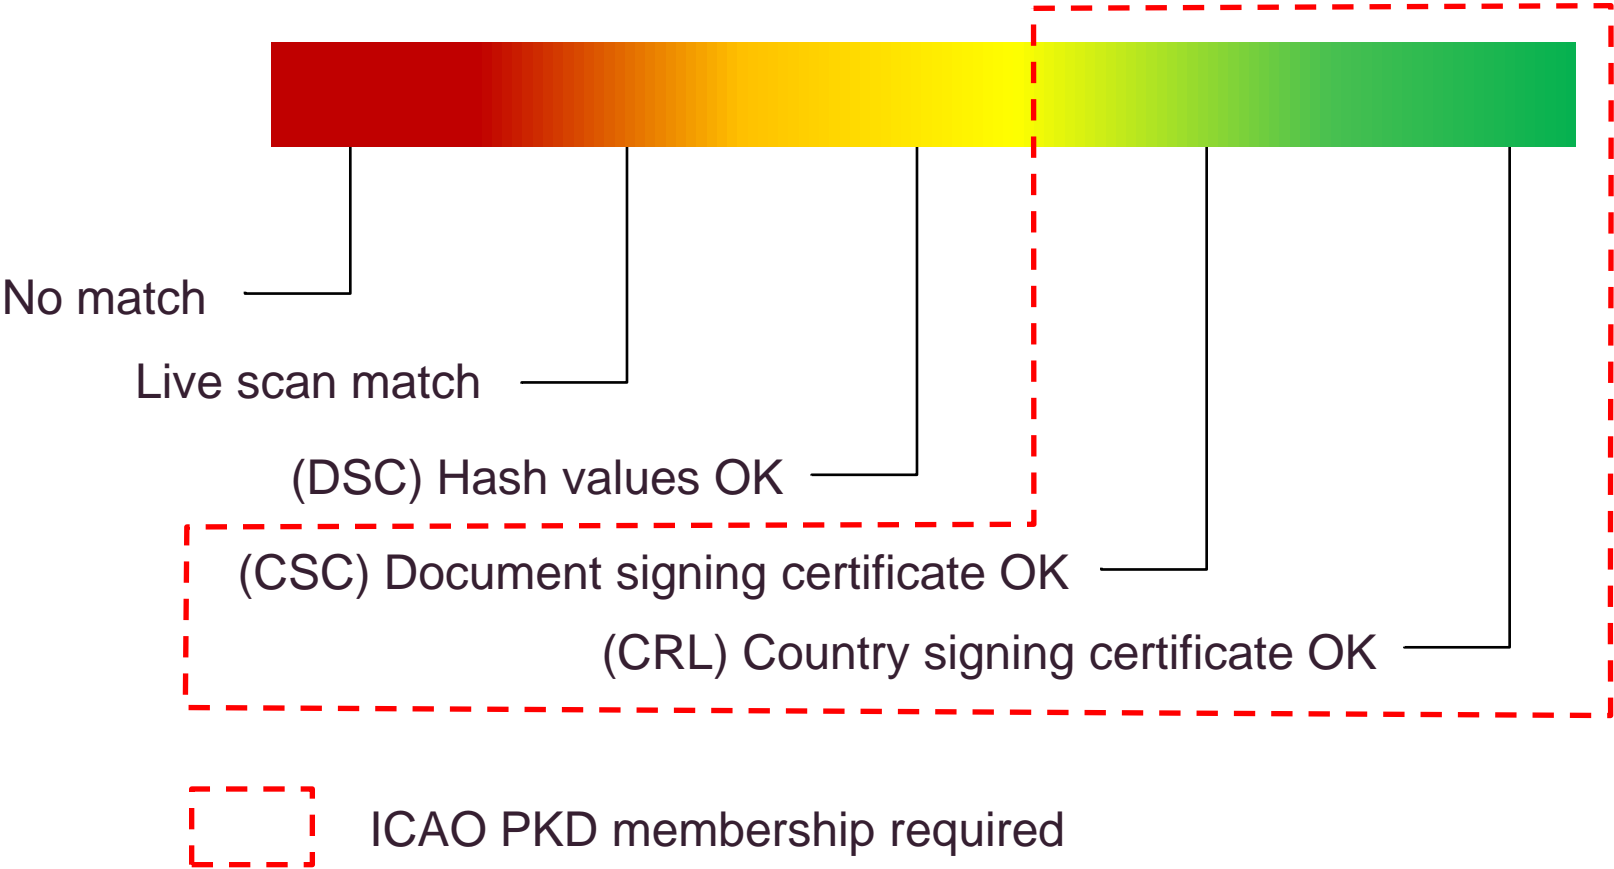 No match
Live scan match
(DSC) Hash values OK
(CSC) Document signing certificate OK
(CRL) Country signing certificate OK
ICAO PKD membership required